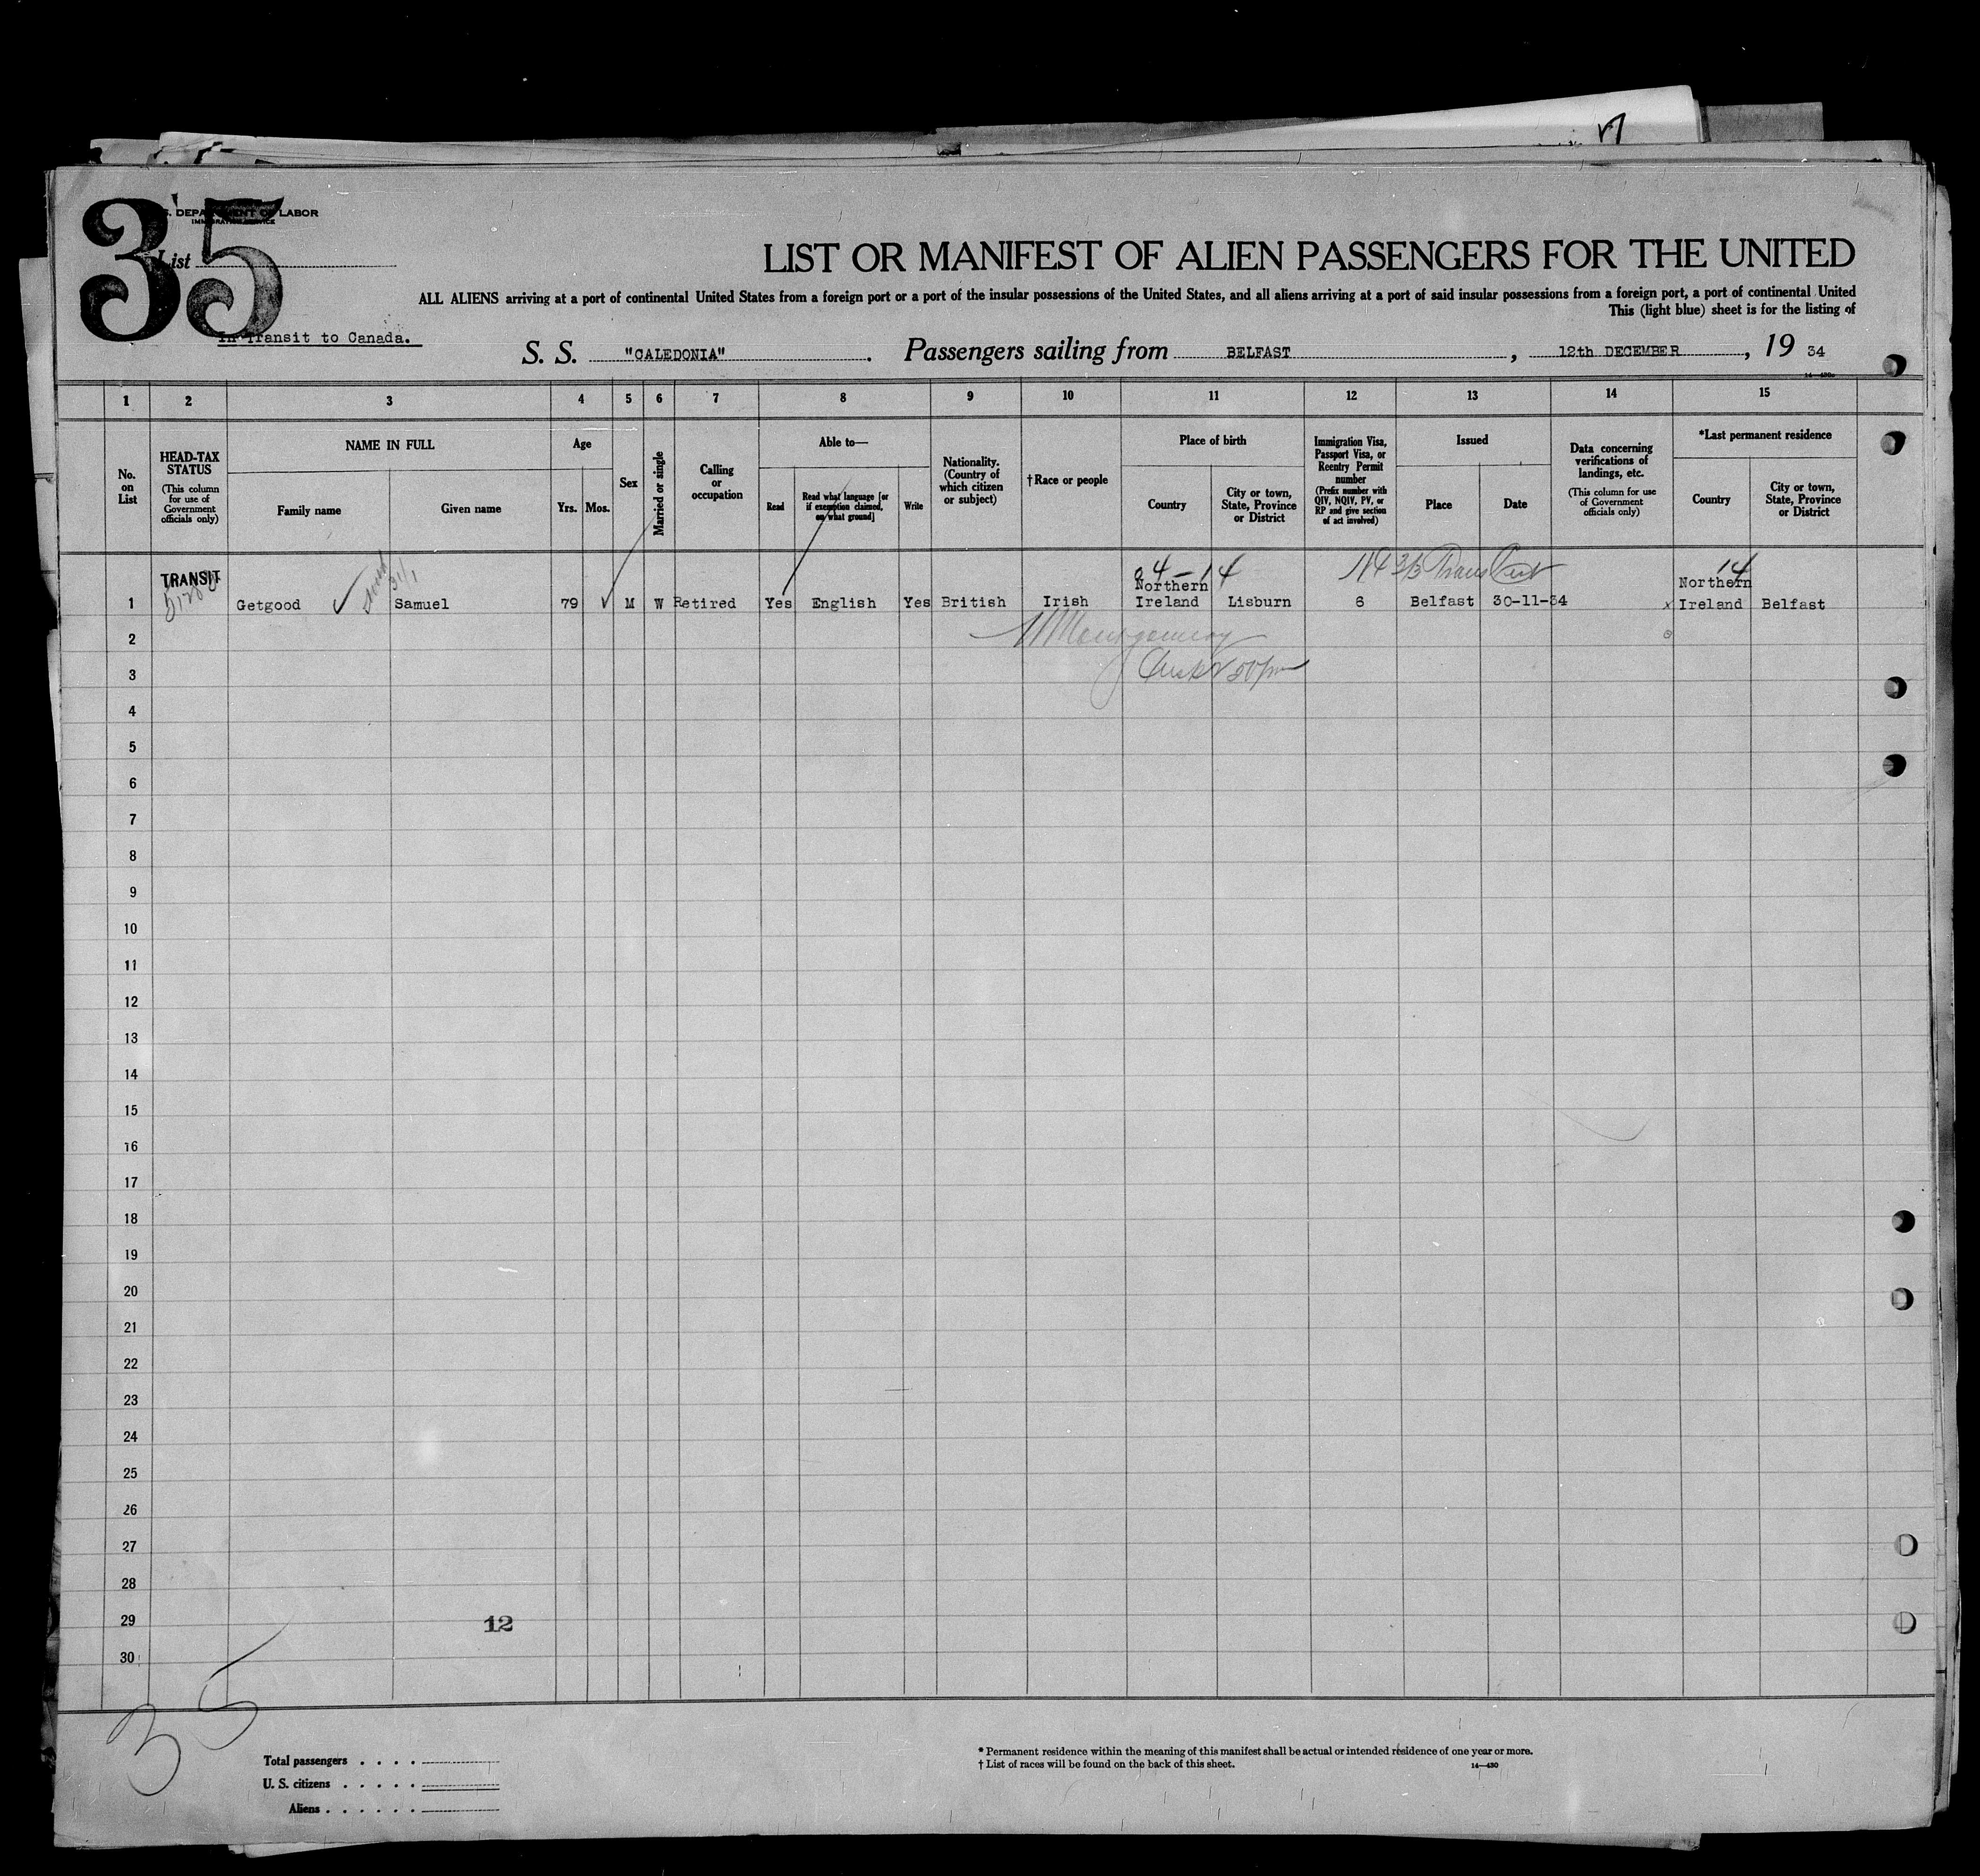 35
U.S. DEPARTMENT OF LABOR
IMMIGRATION SERVICE
List
LIST OR MANIFEST OF ALIEN PASSENGERS FOR THE UNITED
ALL ALIENS arriving at a port of continental United States from a foreign port or a port of the insular possessions of the United States, and all aliens arriving at a port of said insular possessions from a foreign port, a port of continental United
This (light blue) sheet is for the listing of
In Transit to Canada.
S. S. "CALEDONIA". Passengers sailing from BELFAST, 12th DECEMBER, 19 34
1 2 3 4 5 6 7 8 9 10 11 12 13 14 15
No. on List
HEAD-TAX STATUS
(This column for use of Government officials only)
NAME IN FULL
Family name Given name
Age
Yrs. Mos.
Sex
Married or single
Calling or occupation
Able to—
Read
Read what language [or if exemption claimed, on what ground]
Write
Nationality. (Country of which citizen or subject)
†Race or people
Place of birth
Country
City or town, State, Province or District
Immigration Visa, Passport Visa, or Reentry Permit number
(Prefix number with QIV, NQIV, PV, or RP and give section of act involved)
Issued
Place Date
Data concerning verifications of landings, etc.
(This column for use of Government officials only)
*Last permanent residence
Country
City or town, State, Province or District
TRANSIT
4-14
14
1 Getgood Samuel 79 M W Retired Yes English Yes British Irish Northern Ireland Lisburn 6 Belfast 30-11-34 x Northern Ireland Belfast
Montgomery
2
3
4
5
6
7
8
9
10
11
12
13
14
15
16
17
18
19
20
21
22
23
24
25
26
27
28
29 12
30
35
Total passengers . . . .
U. S. citizens . . . . .
Aliens . . . . . .
* Permanent residence within the meaning of this manifest shall be actual or intended residence of one year or more.
† List of races will be found on the back of this sheet. 14—430